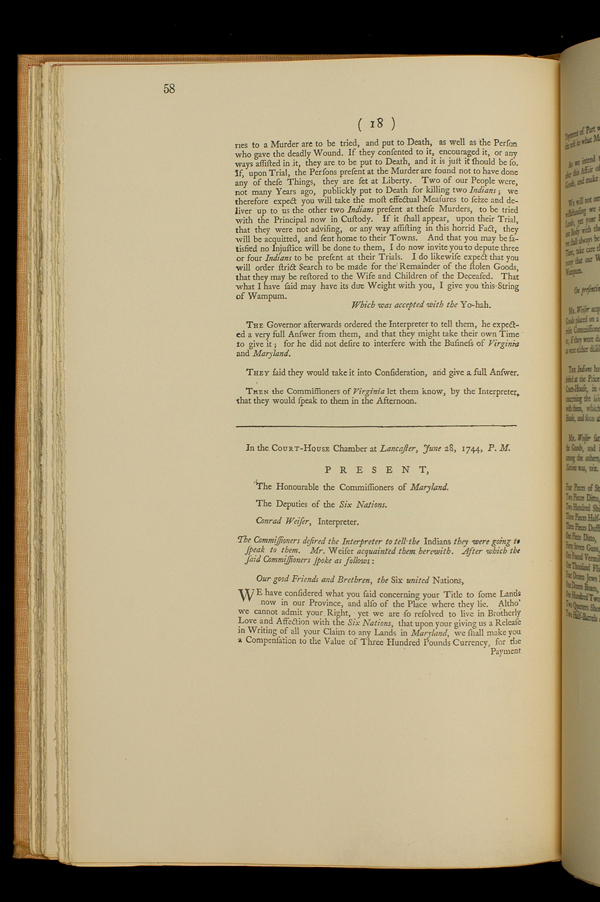 58
( 18 )
ries to a Murder are to be tried, and put to Death, as well as the Perſon
who gave the deadly Wound. If they conſented to it, encouraged it, or any
ways aſſiſted in it, they are to be put to Death, and it is juſt it ſhould be ſo.
If, upon Trial, the Perſons preſent at the Murder are found not to have done
any of theſe Things, they are ſet at Liberty. Two of our People were,
not many Years ago, publickly put to Death for killing two Indians; we
therefore expect you will take the moſt effectual Meaſures to ſeize and de-
liver up to us the other two Indians preſent at theſe Murders, to be tried
with the Principal now in Cuſtody. If it ſhall appear, upon their Trial,
that they were not adviſing, or any way aſſiſting in this horrid Fact, they
will be acquitted, and ſent home to their Towns. And that you may be ſa-
tisfied no Injuſtice will be done to them, I do now invite you to depute three
or four Indians to be preſent at their Trials. I do likewiſe expect that you
will order ſtrict Search to be made for the Remainder of the ſtolen Goods,
that they may be reſtored to the Wife and Children of the Deceaſed. That
what I have ſaid may have its due Weight with you, I give you this String
of Wampum.
Which was accepted with the Yo-hah.
THE Governor afterwards ordered the Interpreter to tell them, he expect-
ed a very full Anſwer from them, and that they might take their own Time
to give it; for he did not deſire to interfere with the Buſineſs of Virginia
and Maryland.
THEY ſaid they would take it into Conſideration, and give a full Anſwer.
THEN the Commiſſioners of Virginia let them know, by the Interpreter,
that they would ſpeak to them in the Afternoon.
In the COURT-HOUSE Chamber at Lancaſter, June 28, 1744, P. M.
P R E S E N T,
The Honourable the Commiſſioners of Maryland.
The Deputies of the Six Nations.
Conrad Weiſer, Interpreter.
The Commiſſioners deſired the Interpreter to tell the Indians they were going to
ſpeak to them. Mr. Weiſer acquainted them herewith. After which the
ſaid Commiſſioners ſpoke as follows:
Our good Friends and Brethren, the Six united Nations,
WE have conſidered what you ſaid concerning your Title to ſome Lands
now in our Province, and alſo of the Place where they lie. Altho'
we cannot admit your Right, yet we are ſo reſolved to live in Brotherly
Love and Affection with the Six Nations, that upon your giving us a Releaſe
in Writing of all your Claim to any Lands in Maryland, we ſhall make you
a Compenſation to the Value of Three Hundred Pounds Currency, for the
Payment